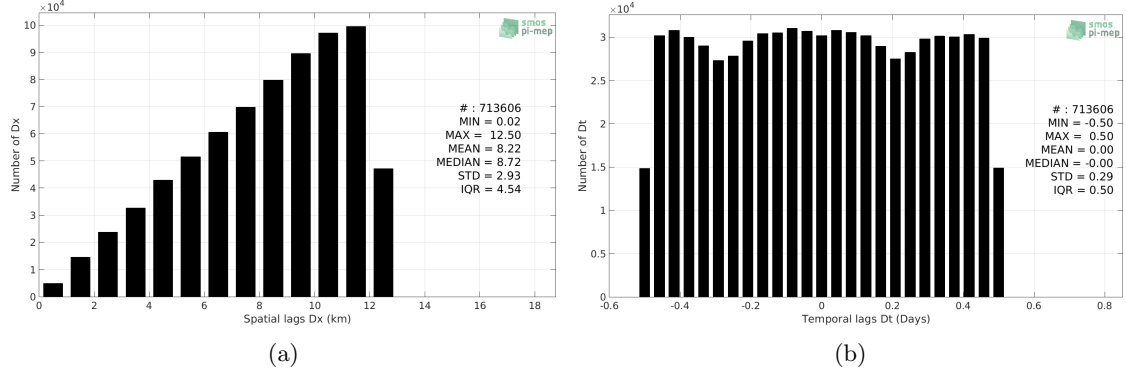 ×10⁴
10
9
8
7
6
5
4
3
2
1
0
Number of Dx
0 2 4 6 8 10 12 14 16 18
Spatial lags Dx (km)
smos
pi-mep
# : 713606
MIN = 0.02
MAX = 12.50
MEAN = 8.22
MEDIAN = 8.72
STD = 2.93
IQR = 4.54
(a)
×10⁴
3
2.5
2
1.5
1
0.5
0
Number of Dt
-0.6 -0.4 -0.2 0 0.2 0.4 0.6 0.8
Temporal lags Dt (Days)
smos
pi-mep
# : 713606
MIN = -0.50
MAX = 0.50
MEAN = 0.00
MEDIAN = -0.00
STD = 0.29
IQR = 0.50
(b)